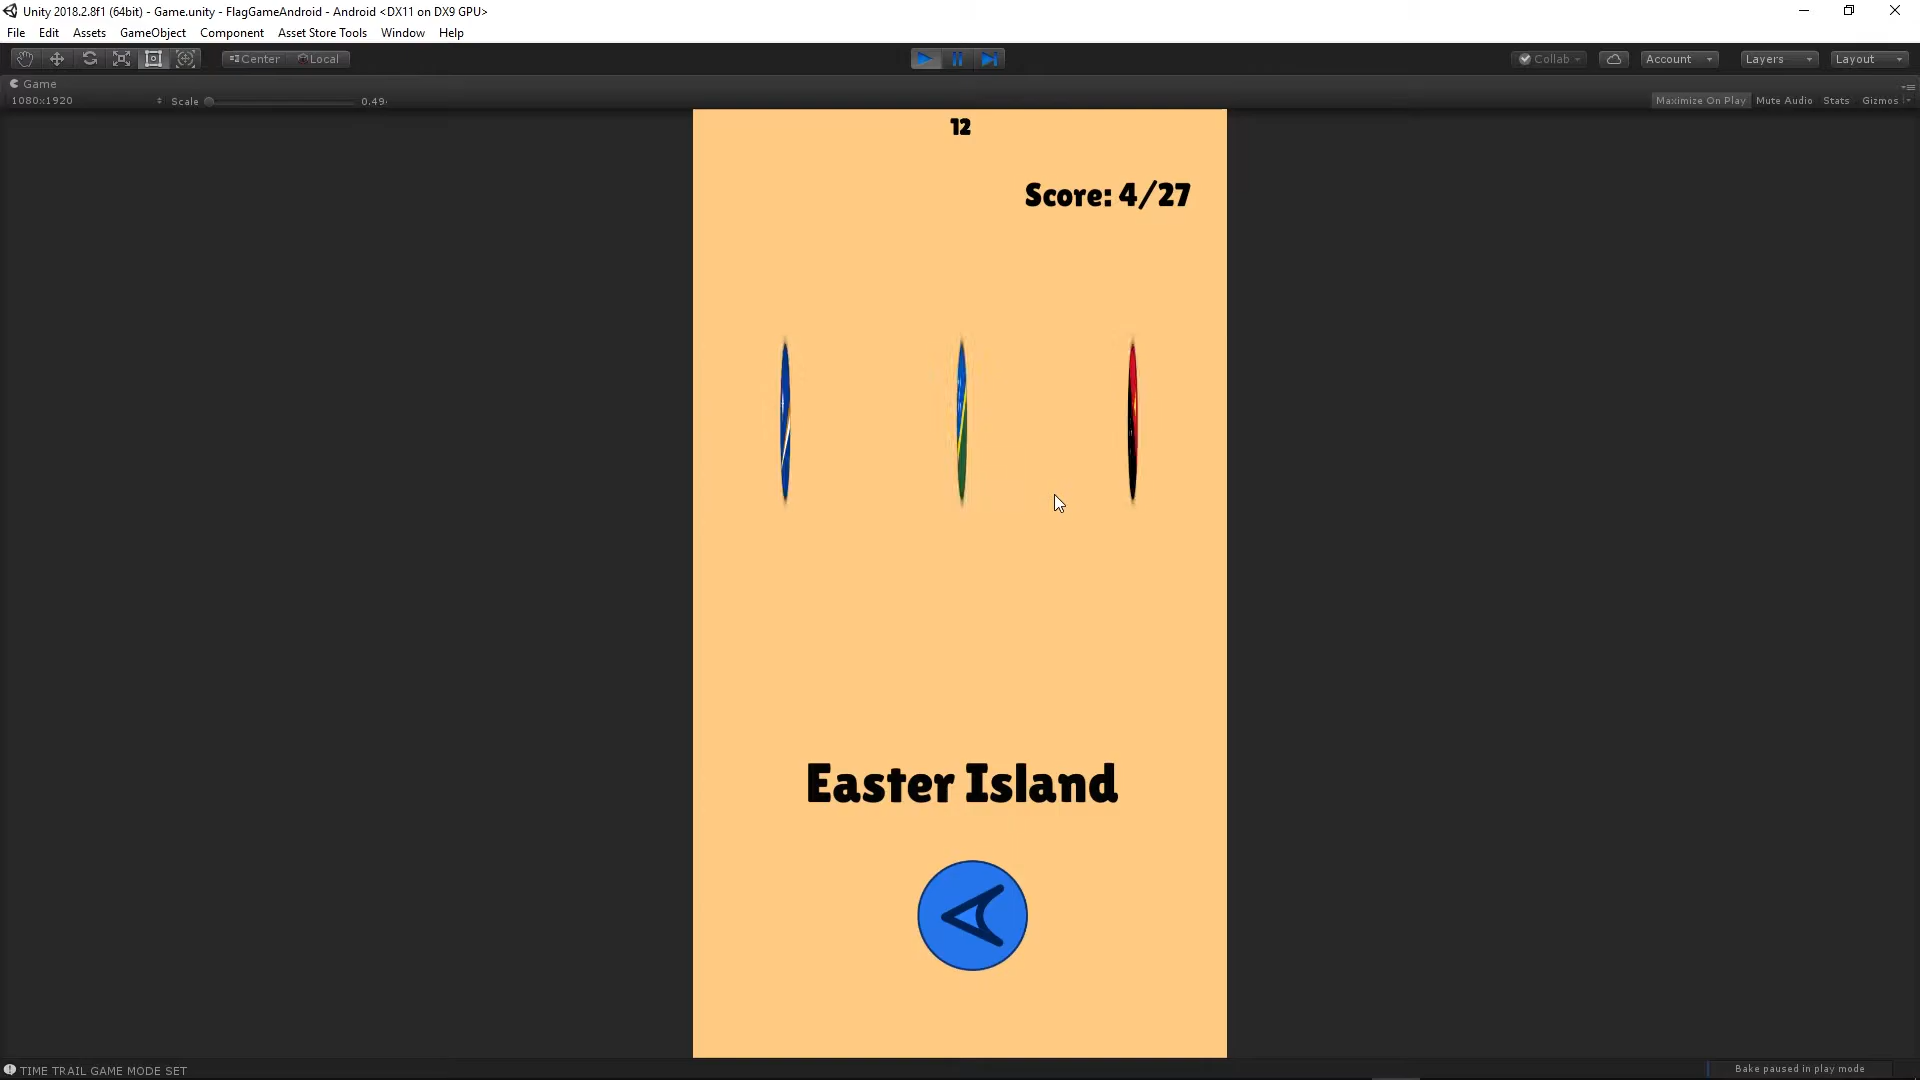 Unity 2018.2.8f1 (64bit) - Game.unity - FlagGameAndroid - Android <DX11 on DX9 GPU>
File Edit Assets GameObject Component Asset Store Tools Window Help
Center Local Collab Account Layers Layout
Game
1080x1920 Scale 0.49 Maximize On Play Mute Audio Stats Gizmos
12
Score: 4/27
Easter Island
TIME TRAIL GAME MODE SET
Bake paused in play mode